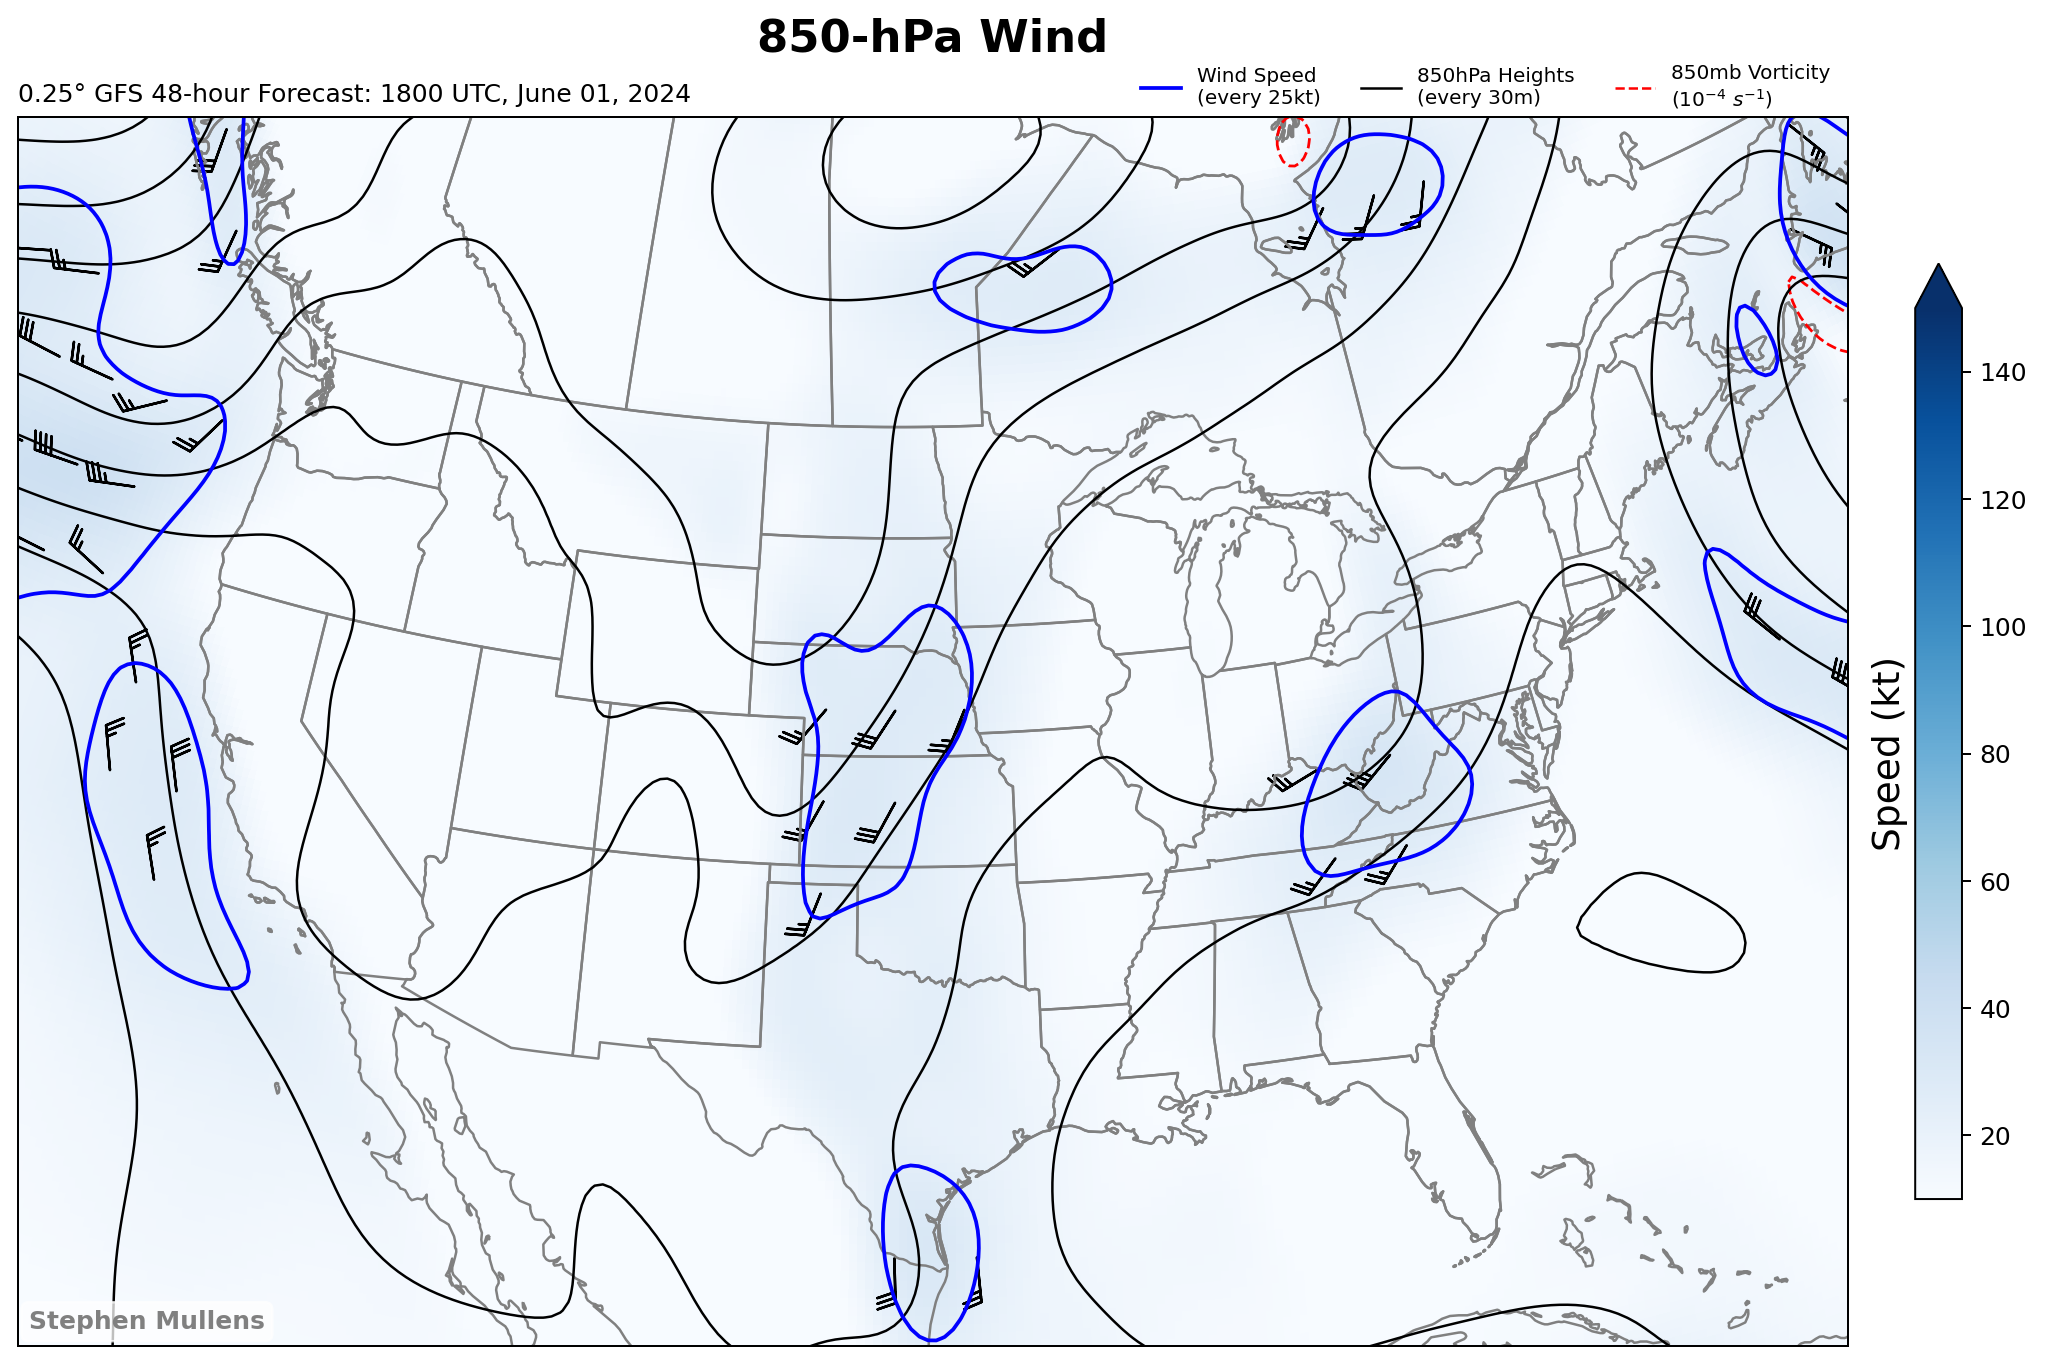 850-hPa Wind
0.25° GFS 48-hour Forecast: 1800 UTC, June 01, 2024
Wind Speed
(every 25kt)
850hPa Heights
(every 30m)
850mb Vorticity
(10⁻⁴ s⁻¹)
140
120
100
80
60
40
20
Speed (kt)
Stephen Mullens